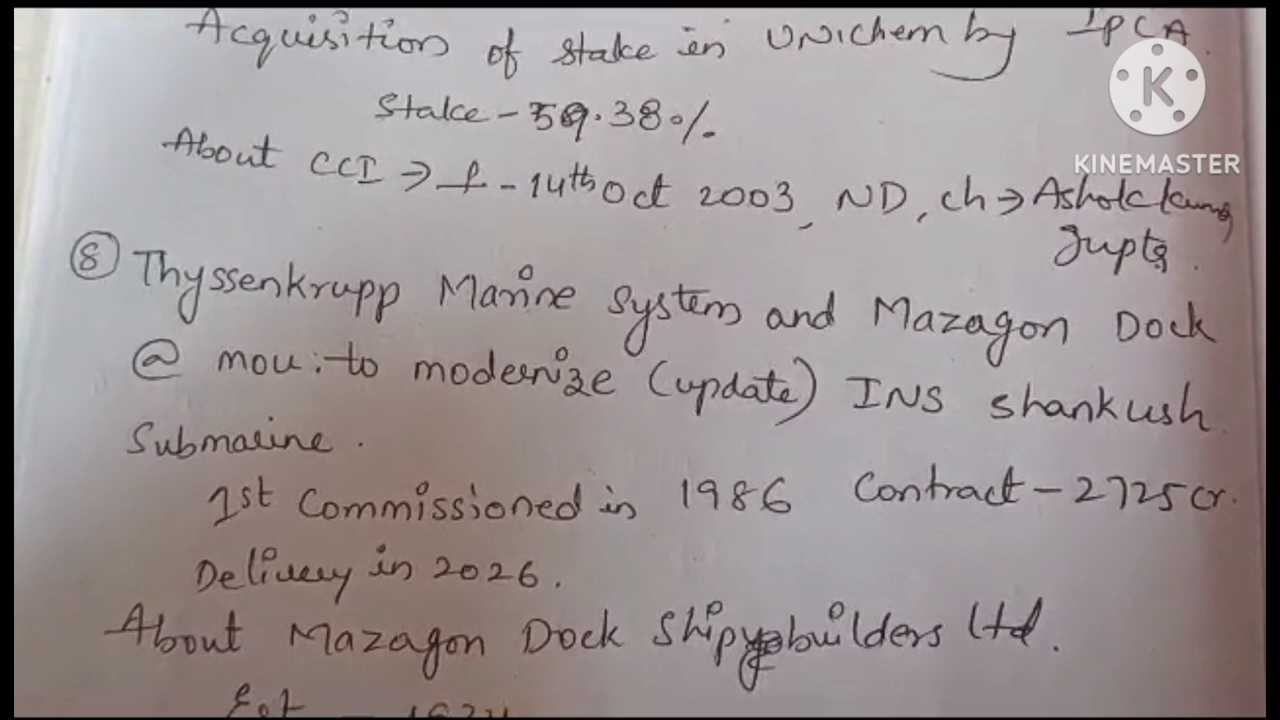 Acquisition of stake in Unichem by IPCA.
K
KINEMASTER
Stake - 59.38%
About CCI → f - 14th Oct 2003, ND, ch → Ashok Kumar
Gupta.
⑧ Thyssenkrupp Marine System and Mazagon Dock
@ mou: to modernize (update) INS Shankush
Submarine.
1st Commissioned in 1986 Contract - 2725 cr.
Delivery in 2026.
About Mazagon Dock Shipbuilders Ltd.